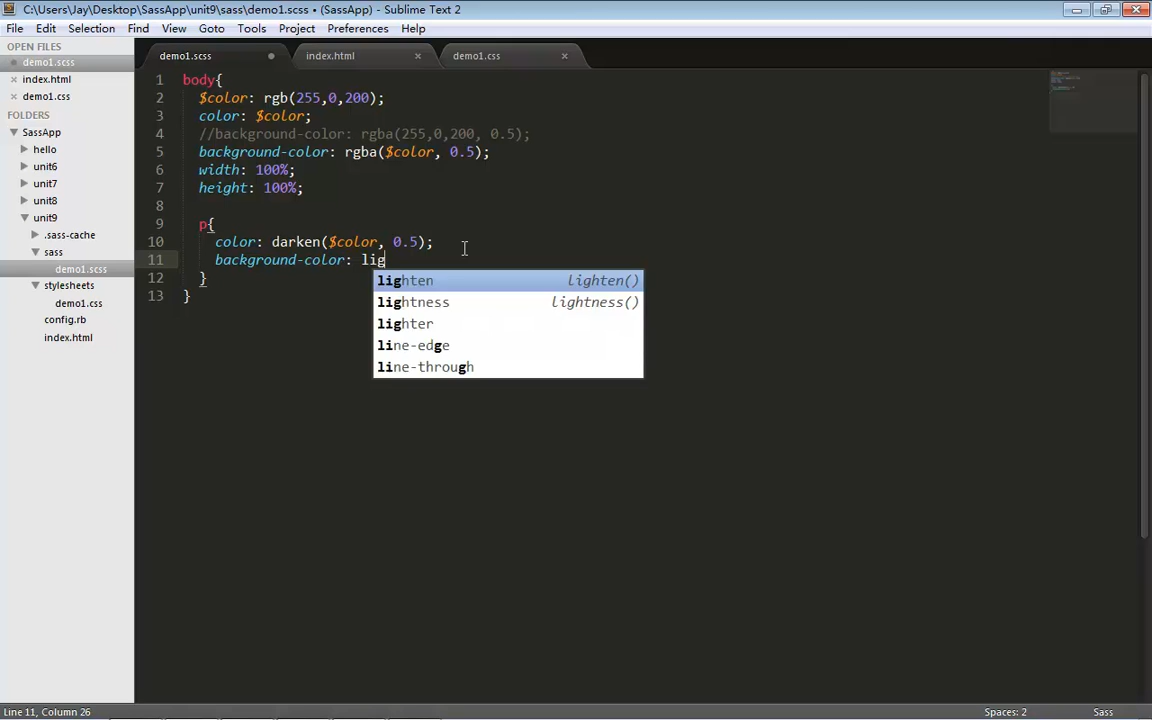 C:\Users\Jay\Desktop\SassApp\unit9\sass\demo1.scss • (SassApp) - Sublime Text 2
File Edit Selection Find View Goto Tools Project Preferences Help
OPEN FILES
demo1.scss
index.html
demo1.css
FOLDERS
SassApp
hello
unit6
unit7
unit8
unit9
.sass-cache
sass
demo1.scss
stylesheets
demo1.css
config.rb
index.html
demo1.scss index.html demo1.css
1 body{
2 $color: rgb(255,0,200);
3 color: $color;
4 //background-color: rgba(255,0,200, 0.5);
5 background-color: rgba($color, 0.5);
6 width: 100%;
7 height: 100%;
8
9 p{
10 color: darken($color, 0.5);
11 background-color: lig
12 }
13 }
lighten lighten()
lightness lightness()
lighter
line-edge
line-through
Line 11, Column 26 Spaces: 2 Sass